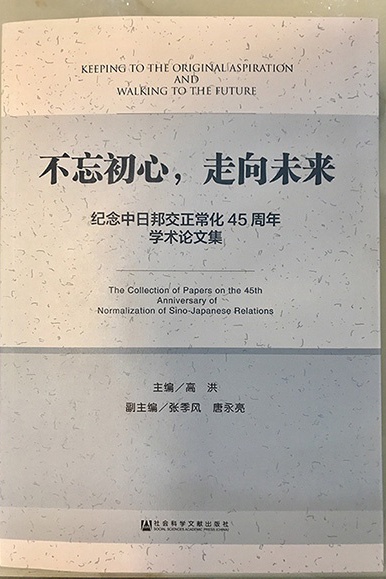 KEEPING TO THE ORIGINAL ASPIRATION
AND
WALKING TO THE FUTURE
不忘初心，走向未来
纪念中日邦交正常化 45 周年
学术论文集
The Collection of Papers on the 45th
Anniversary of
Normalization of Sino-Japanese Relations
主编/高 洪
副主编/张季风 唐永亮
社会科学文献出版社
SOCIAL SCIENCES ACADEMIC PRESS (CHINA)